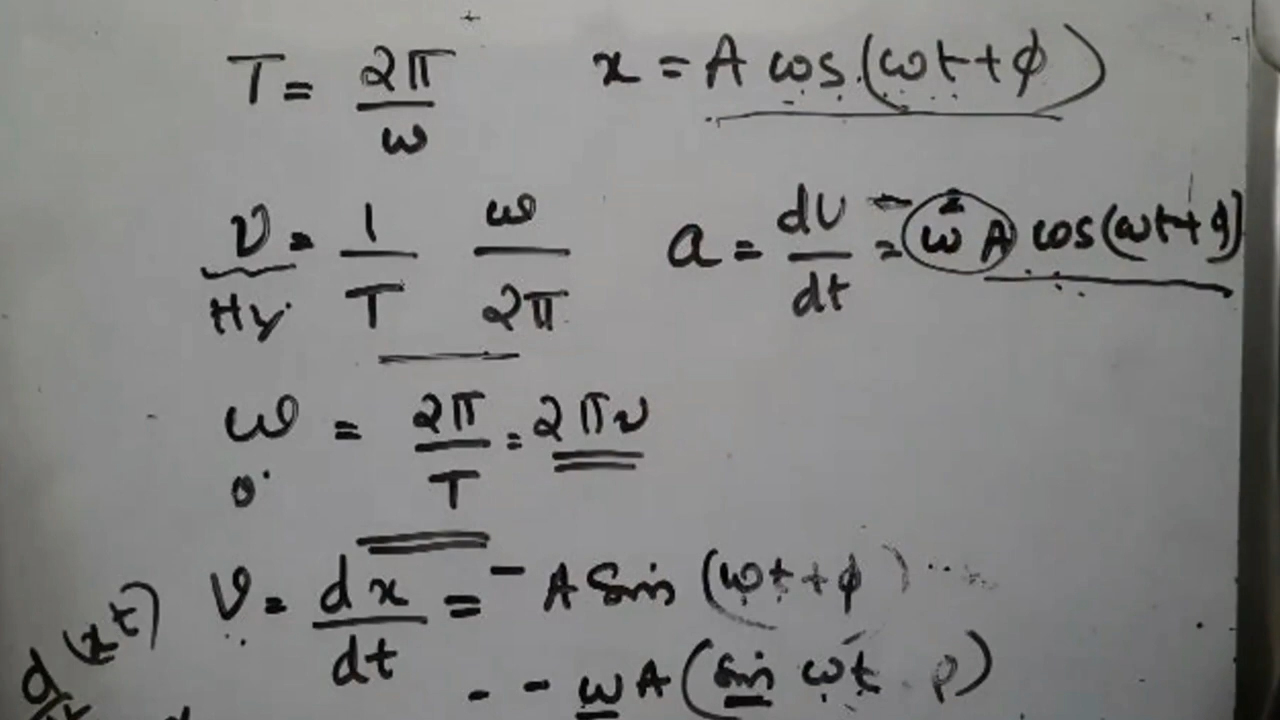 T = 2π/ω    x = A cos (ωt + ϕ)
ν = 1/T  ω/2π    a = dv/dt = - ω² A cos (ωt + ϕ)
Hz
ω = 2π/T = 2πν
v = dx/dt = - A Sin (ωt + ϕ)
- - ωA (sin ωt